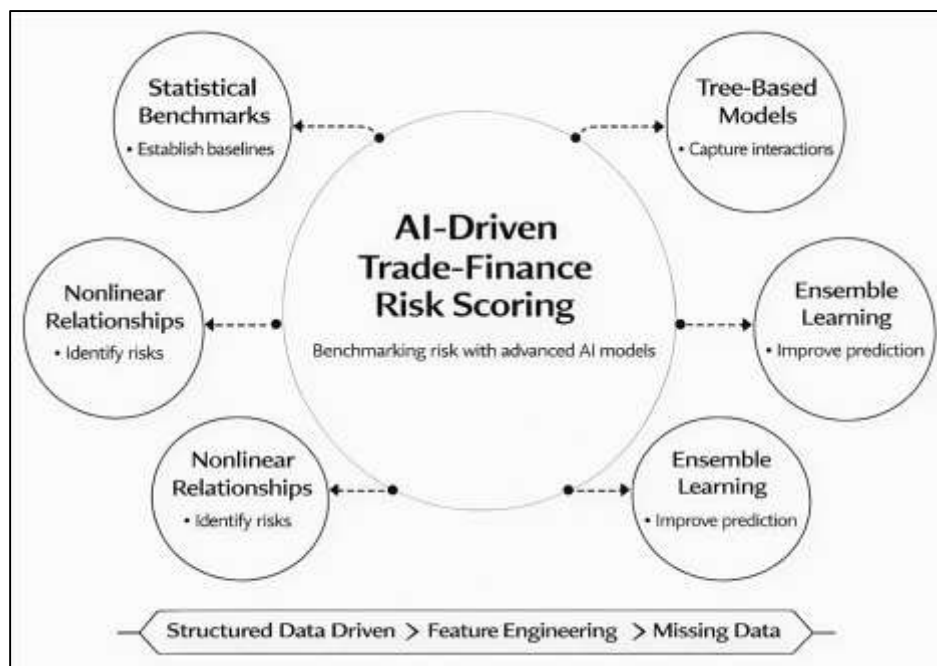 Statistical
Benchmarks
• Establish baselines
Tree-Based
Models
• Capture interactions
AI-Driven
Trade-Finance
Risk Scoring
Benchmarking risk with advanced AI models
Nonlinear
Relationships
• Identify risks
Ensemble
Learning
• Improve prediction
Nonlinear
Relationships
• Identify risks
Ensemble
Learning
• Improve prediction
Structured Data Driven > Feature Engineering > Missing Data